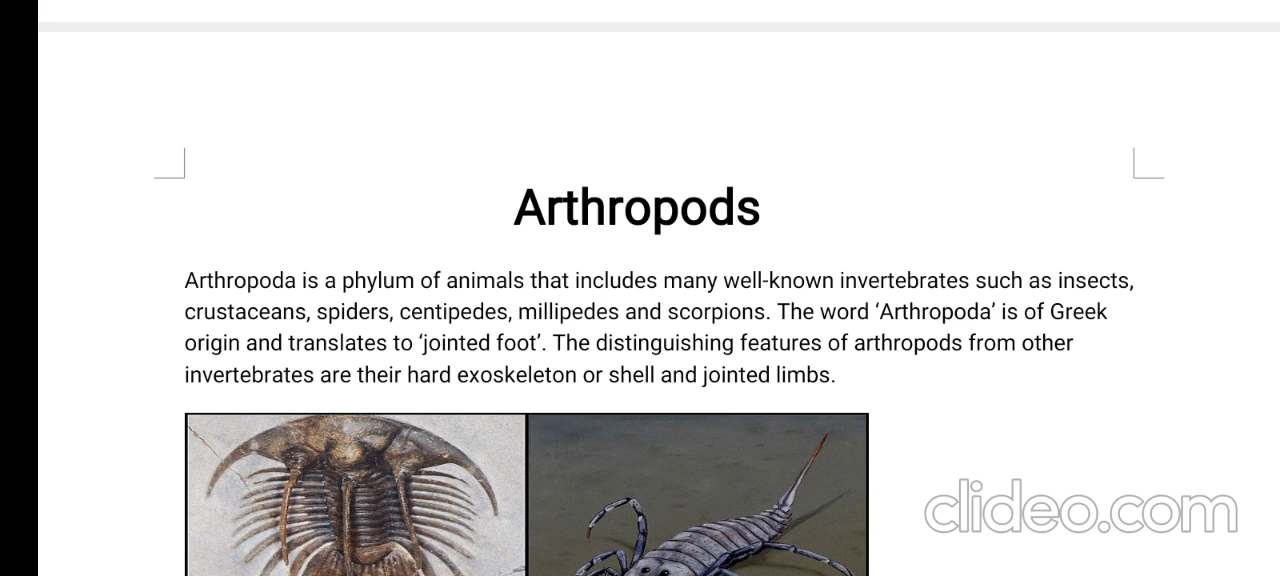 Arthropods
Arthropoda is a phylum of animals that includes many well-known invertebrates such as insects,
crustaceans, spiders, centipedes, millipedes and scorpions. The word ‘Arthropoda’ is of Greek
origin and translates to ‘jointed foot’. The distinguishing features of arthropods from other
invertebrates are their hard exoskeleton or shell and jointed limbs.
clideo.com